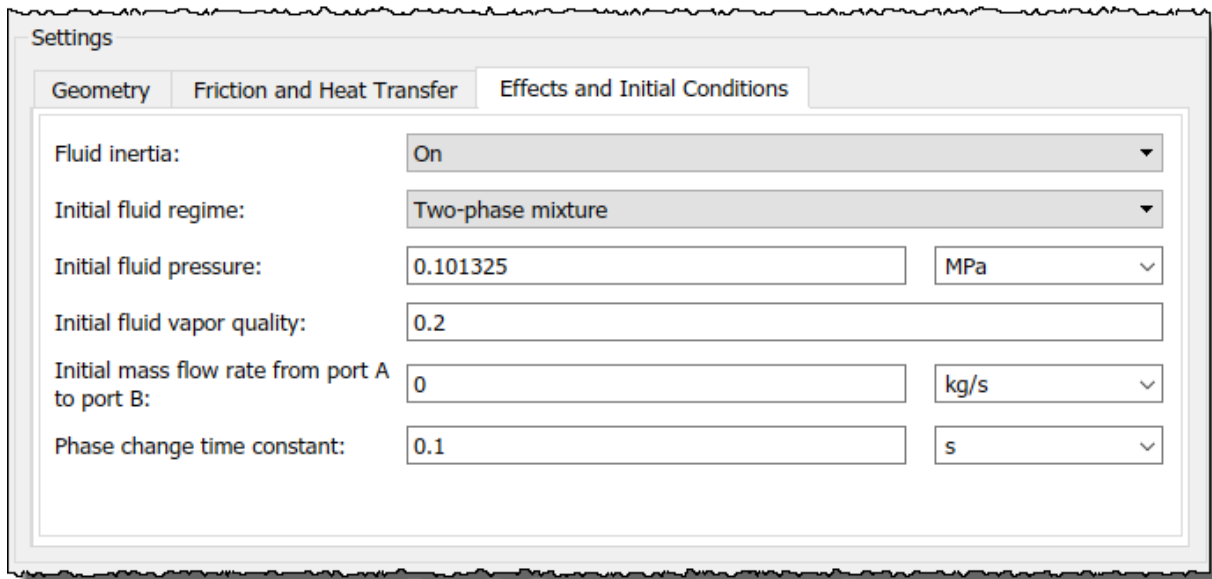 Settings
Geometry Friction and Heat Transfer Effects and Initial Conditions
Fluid inertia: On
Initial fluid regime: Two-phase mixture
Initial fluid pressure: 0.101325 MPa
Initial fluid vapor quality: 0.2
Initial mass flow rate from port A
to port B: 0 kg/s
Phase change time constant: 0.1 s